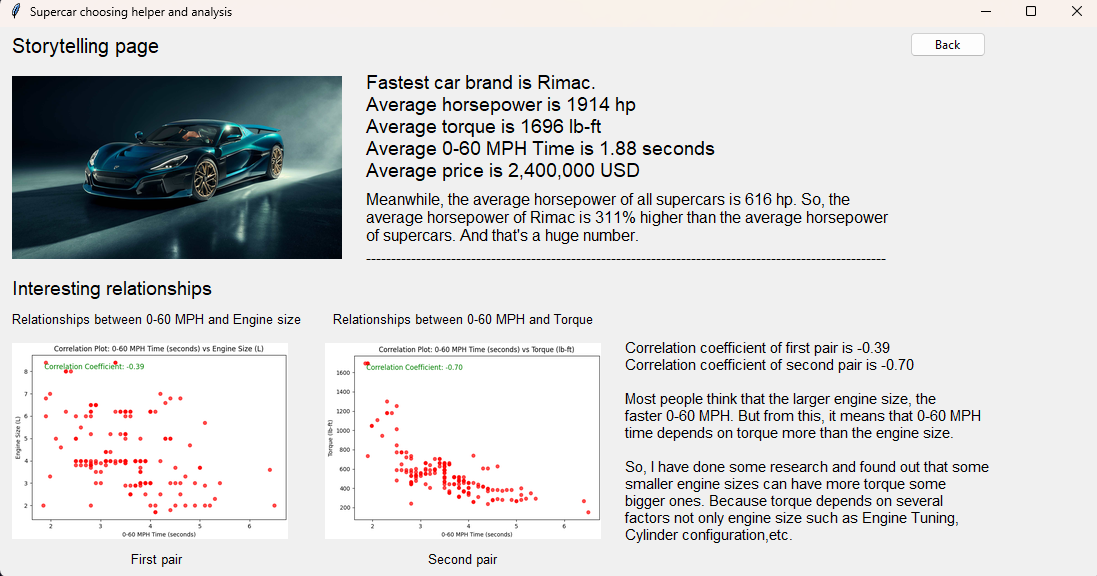 Supercar choosing helper and analysis
Storytelling page
Back
Fastest car brand is Rimac.
Average horsepower is 1914 hp
Average torque is 1696 lb-ft
Average 0-60 MPH Time is 1.88 seconds
Average price is 2,400,000 USD
Meanwhile, the average horsepower of all supercars is 616 hp. So, the
average horsepower of Rimac is 311% higher than the average horsepower
of supercars. And that's a huge number.
--------------------------------------------------------------------------------------------------------
Interesting relationships
Relationships between 0-60 MPH and Engine size
Relationships between 0-60 MPH and Torque
Correlation Plot: 0-60 MPH Time (seconds) vs Engine Size (L)
Correlation Coefficient: -0.39
Engine Size (L)
8
7
6
5
4
3
2
2 3 4 5 6
0-60 MPH Time (seconds)
First pair
Correlation Plot: 0-60 MPH Time (seconds) vs Torque (lb-ft)
Correlation Coefficient: -0.70
Torque (lb-ft)
1600
1400
1200
1000
800
600
400
200
2 3 4 5 6
0-60 MPH Time (seconds)
Second pair
Correlation coefficient of first pair is -0.39
Correlation coefficient of second pair is -0.70
Most people think that the larger engine size, the
faster 0-60 MPH. But from this, it means that 0-60 MPH
time depends on torque more than the engine size.
So, I have done some research and found out that some
smaller engine sizes can have more torque some
bigger ones. Because torque depends on several
factors not only engine size such as Engine Tuning,
Cylinder configuration,etc.